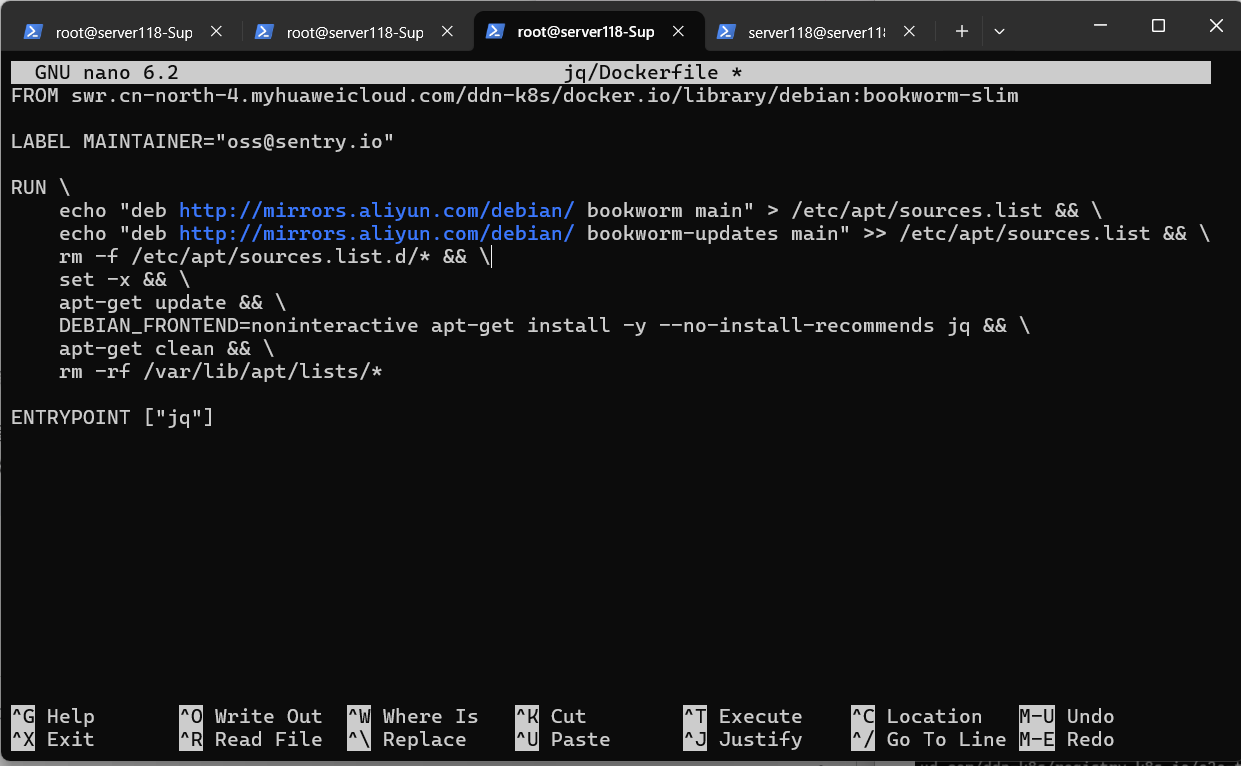 root@server118-Sup
root@server118-Sup
root@server118-Sup
server118@server11
GNU nano 6.2 jq/Dockerfile *
FROM swr.cn-north-4.myhuaweicloud.com/ddn-k8s/docker.io/library/debian:bookworm-slim
LABEL MAINTAINER="oss@sentry.io"
RUN \
echo "deb http://mirrors.aliyun.com/debian/ bookworm main" > /etc/apt/sources.list && \
echo "deb http://mirrors.aliyun.com/debian/ bookworm-updates main" >> /etc/apt/sources.list && \
rm -f /etc/apt/sources.list.d/* && \
set -x && \
apt-get update && \
DEBIAN_FRONTEND=noninteractive apt-get install -y --no-install-recommends jq && \
apt-get clean && \
rm -rf /var/lib/apt/lists/*
ENTRYPOINT ["jq"]
^G Help ^O Write Out ^W Where Is ^K Cut ^T Execute ^C Location M-U Undo
^X Exit ^R Read File ^\ Replace ^U Paste ^J Justify ^/ Go To Line M-E Redo